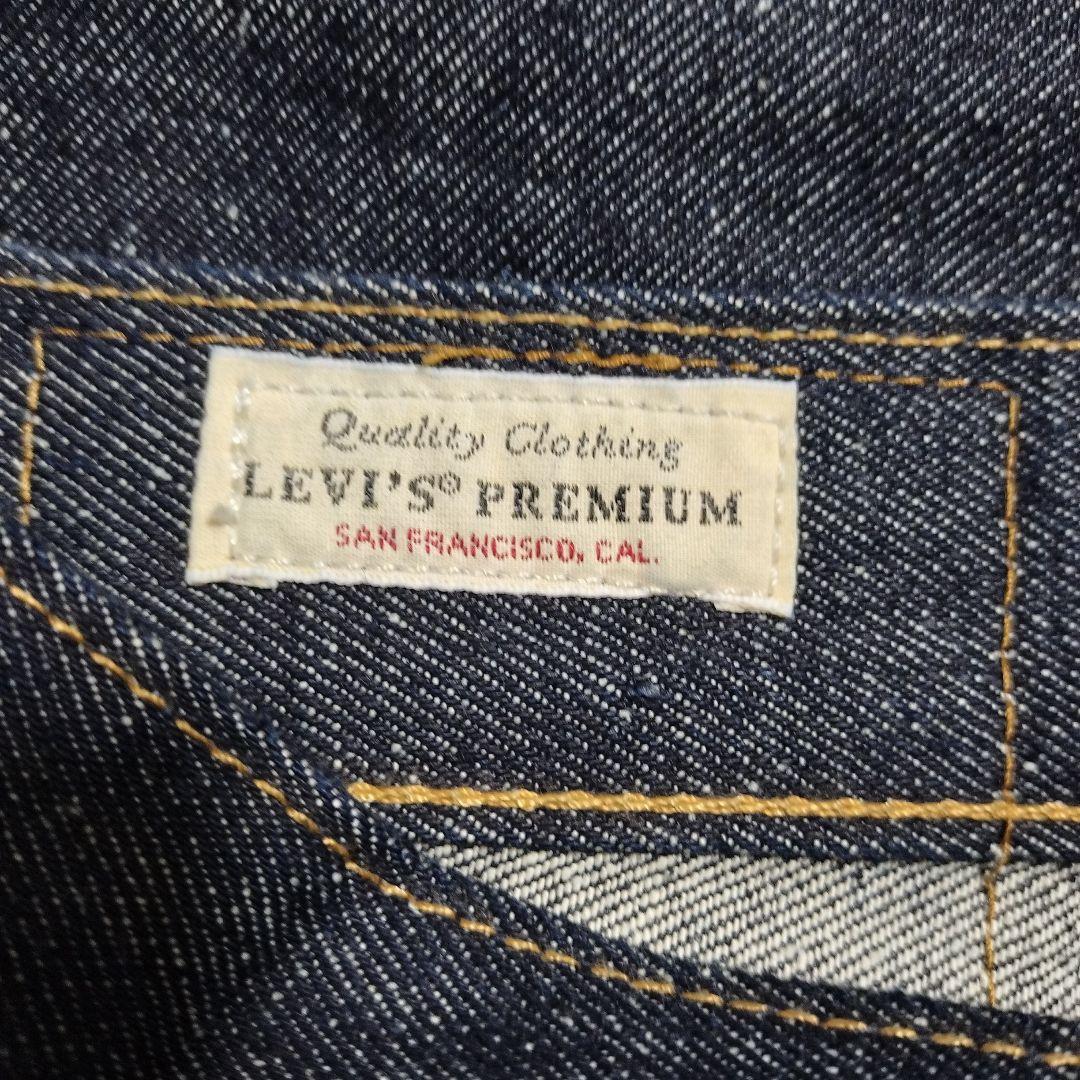 Quality Clothing
LEVI'S® PREMIUM
SAN FRANCISCO, CAL.